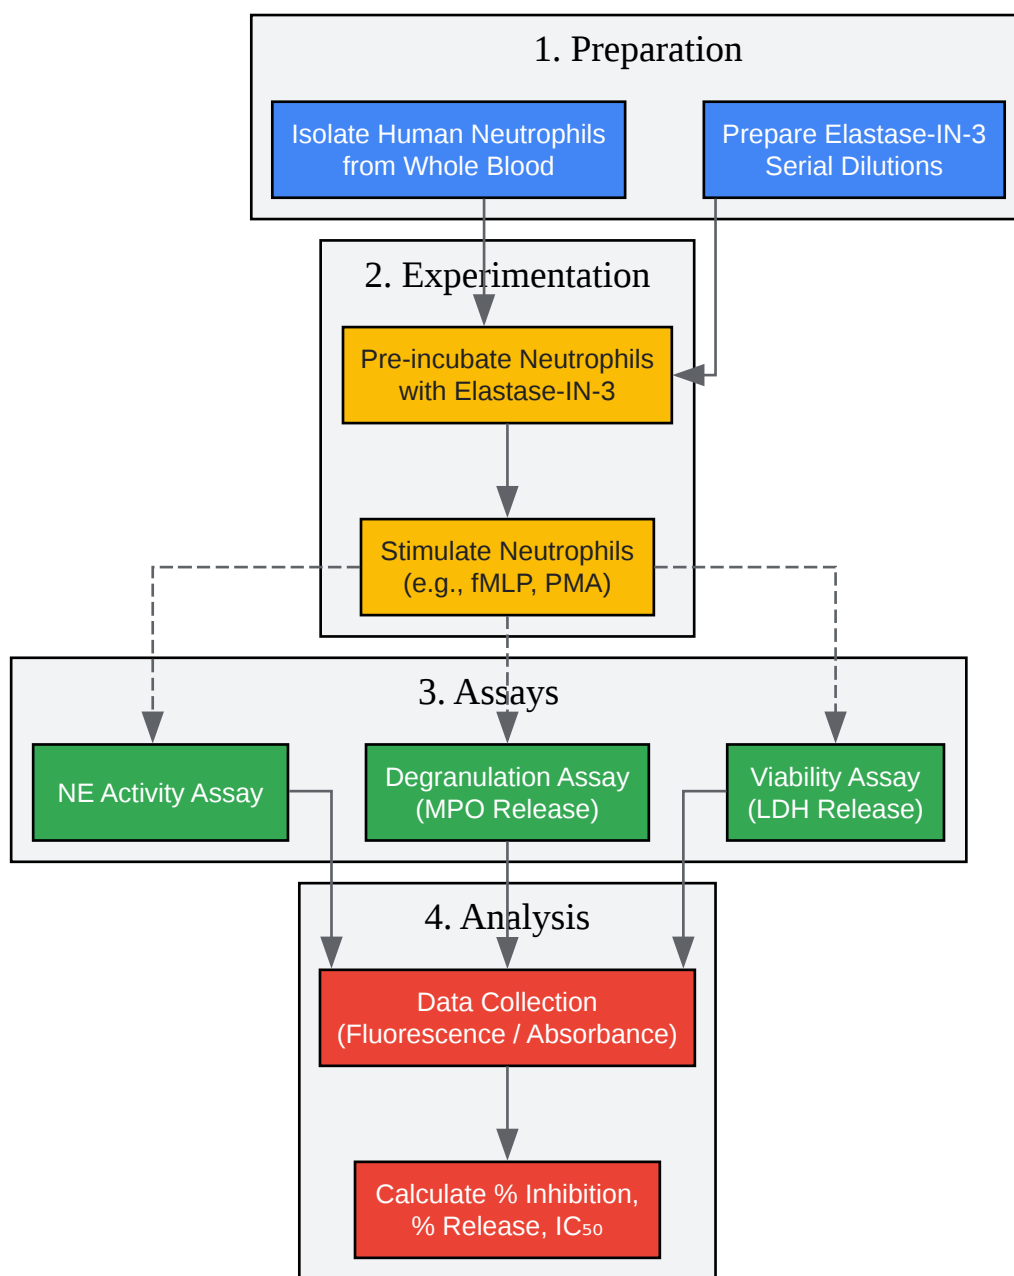 1. Preparation
Isolate Human Neutrophils
from Whole Blood
Prepare Elastase-IN-3
Serial Dilutions
2. Experimentation
Pre-incubate Neutrophils
with Elastase-IN-3
Stimulate Neutrophils
(e.g., fMLP, PMA)
3. Assays
NE Activity Assay
Degranulation Assay
(MPO Release)
Viability Assay
(LDH Release)
4. Analysis
Data Collection
(Fluorescence / Absorbance)
Calculate % Inhibition,
% Release, IC₅₀